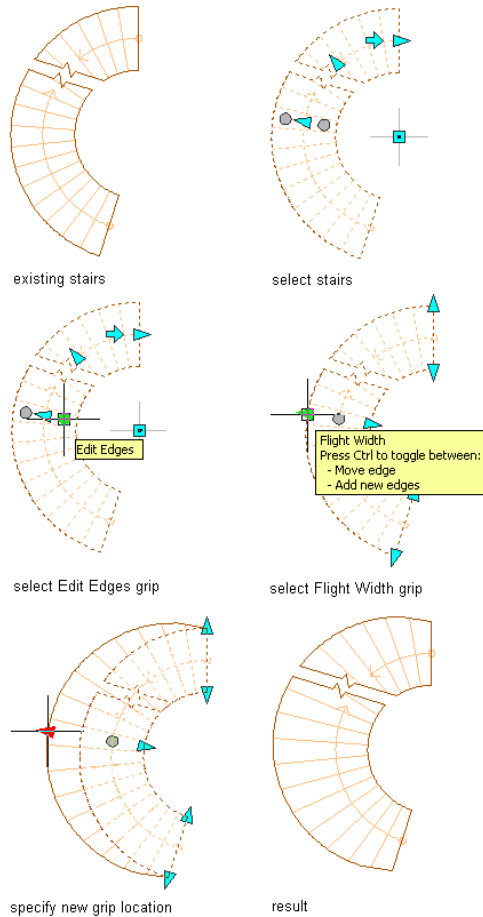 existing stairs
select stairs
Edit Edges
Flight Width
Press Ctrl to toggle between:
- Move edge
- Add new edges
select Edit Edges grip
select Flight Width grip
specify new grip location
result